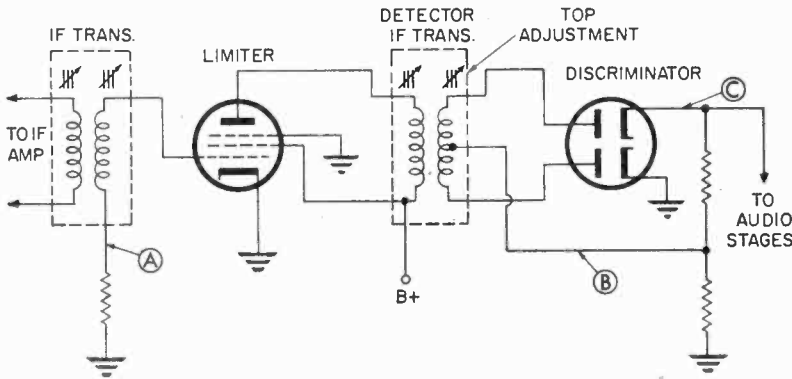 IF TRANS.
LIMITER
DETECTOR
IF TRANS.
TOP
ADJUSTMENT
DISCRIMINATOR
TO IF
AMP
A
B+
B
C
TO
AUDIO
STAGES